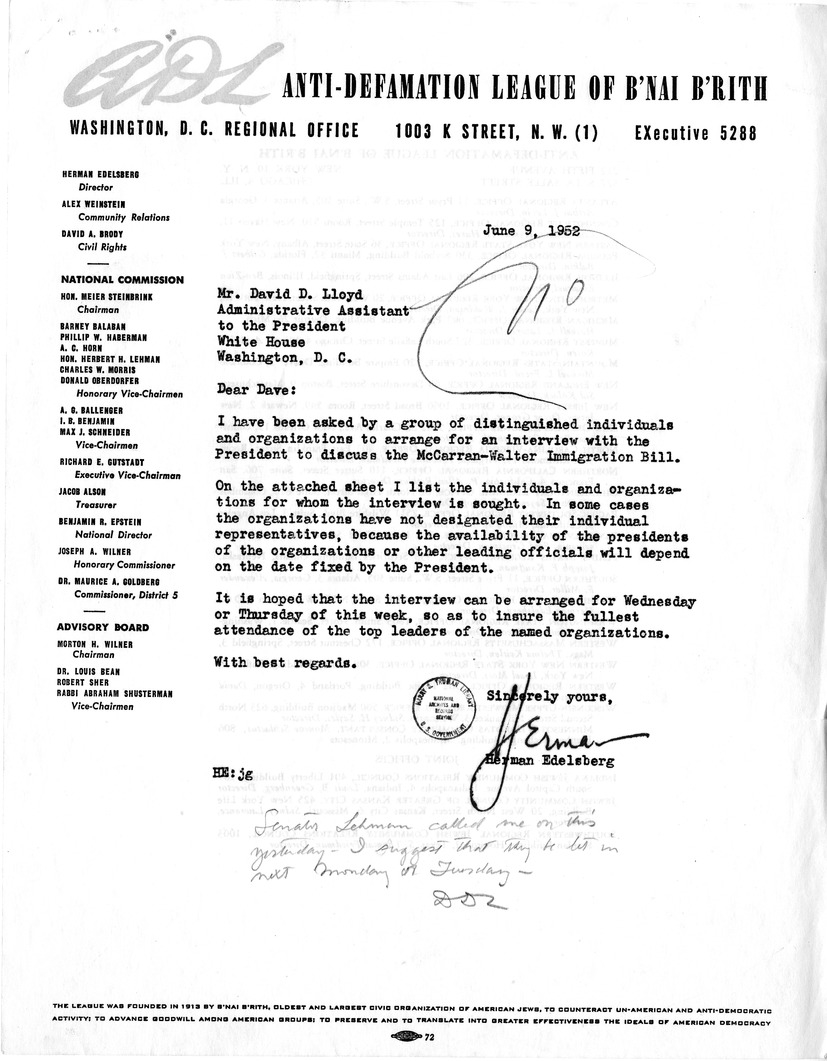 ADL ANTI-DEFAMATION LEAGUE OF B'NAI B'RITH
WASHINGTON, D. C. REGIONAL OFFICE 1003 K STREET, N. W. (1) EXecutive 5288
HERMAN EDELSBERG
Director
ALEX WEINSTEIN
Community Relations
DAVID A. BRODY
Civil Rights
NATIONAL COMMISSION
HON. MEIER STEINBRINK
Chairman
BARNEY BALABAN
PHILLIP W. HABERMAN
A. C. HORN
HON. HERBERT H. LEHMAN
CHARLES W. MORRIS
DONALD OBERDORFER
Honorary Vice-Chairmen
A. G. BALLENGER
I. B. BENJAMIN
MAX J. SCHNEIDER
Vice-Chairmen
RICHARD E. GUTSTADT
Executive Vice-Chairman
JACOB ALSON
Treasurer
BENJAMIN R. EPSTEIN
National Director
JOSEPH A. WILNER
Honorary Commissioner
DR. MAURICE A. GOLDBERG
Commissioner, District 5
ADVISORY BOARD
MORTON H. WILNER
Chairman
DR. LOUIS BEAN
ROBERT SHER
RABBI ABRAHAM SHUSTERMAN
Vice-Chairmen
June 9, 1952
no
Mr. David D. Lloyd
Administrative Assistant
to the President
White House
Washington, D. C.
Dear Dave:
I have been asked by a group of distinguished individuals
and organizations to arrange for an interview with the
President to discuss the McCarran-Walter Immigration Bill.
On the attached sheet I list the individuals and organiza-
tions for whom the interview is sought. In some cases
the organizations have not designated their individual
representatives, because the availability of the presidents
of the organizations or other leading officials will depend
on the date fixed by the President.
It is hoped that the interview can be arranged for Wednesday
or Thursday of this week, so as to insure the fullest
attendance of the top leaders of the named organizations.
With best regards.
Sincerely yours,
HARRY S. TRUMAN LIBRARY
NATIONAL
ARCHIVES AND
RECORDS
SERVICE
U. S. GOVERNMENT
Herman
Herman Edelsberg
HE:jg
Senator Lehman called me on this
yesterday - I suggest that they be let in
next Monday or Tuesday -
DDL
THE LEAGUE WAS FOUNDED IN 1913 BY B'NAI B'RITH, OLDEST AND LARGEST CIVIC ORGANIZATION OF AMERICAN JEWS, TO COUNTERACT UN-AMERICAN AND ANTI-DEMOCRATIC
ACTIVITY; TO ADVANCE GOODWILL AMONG AMERICAN GROUPS; TO PRESERVE AND TO TRANSLATE INTO GREATER EFFECTIVENESS THE IDEALS OF AMERICAN DEMOCRACY
72